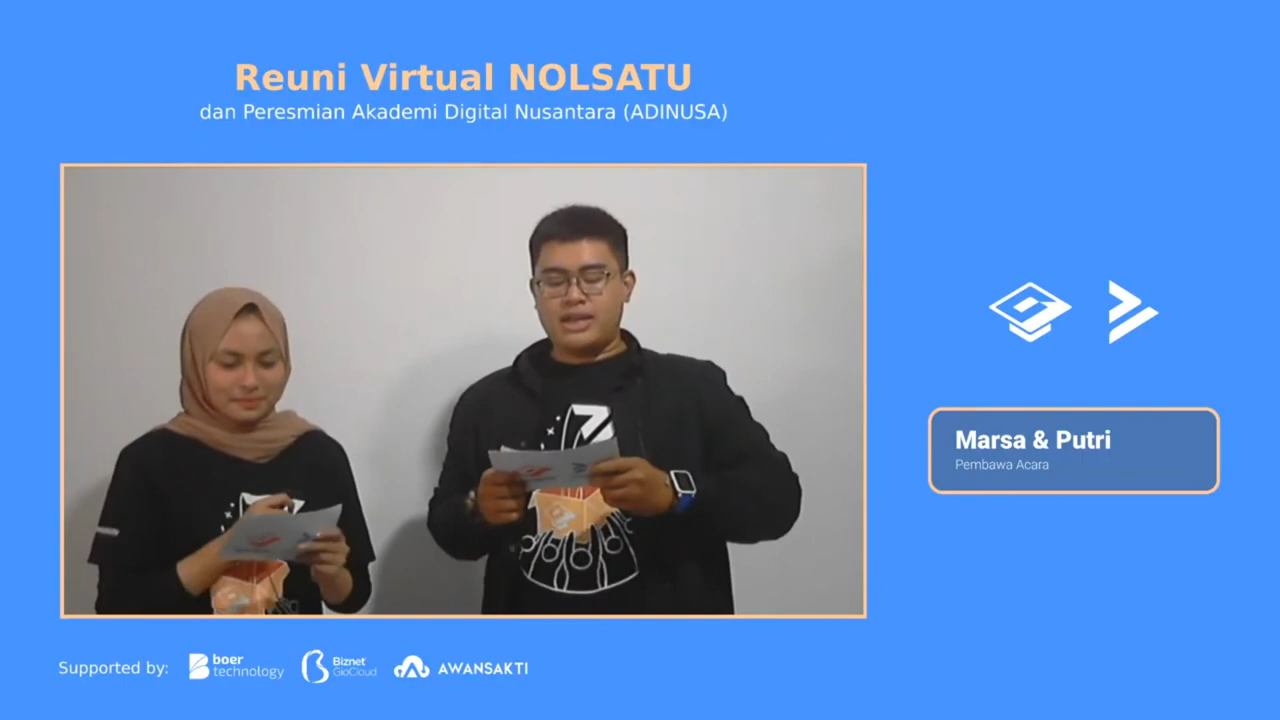 Reuni Virtual NOLSATU
dan Peresmian Akademi Digital Nusantara (ADINUSA)
Marsa & Putri
Pembawa Acara
Supported by:
boer
technology
Biznet
GioCloud
AWANSAKTI